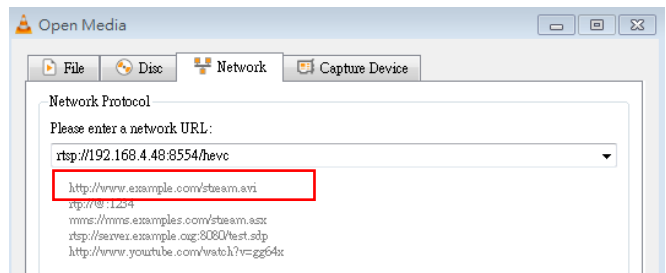 Open Media
File Disc Network Capture Device
Network Protocol
Please enter a network URL:
rtsp://192.168.4.48:8554/hevc
http://www.example.com/stream.avi
rtp://@:1234
mms://mms.examples.com/stream.asx
rtsp://server.example.org:8080/test.sdp
http://www.yourtube.com/watch?v=gg64x